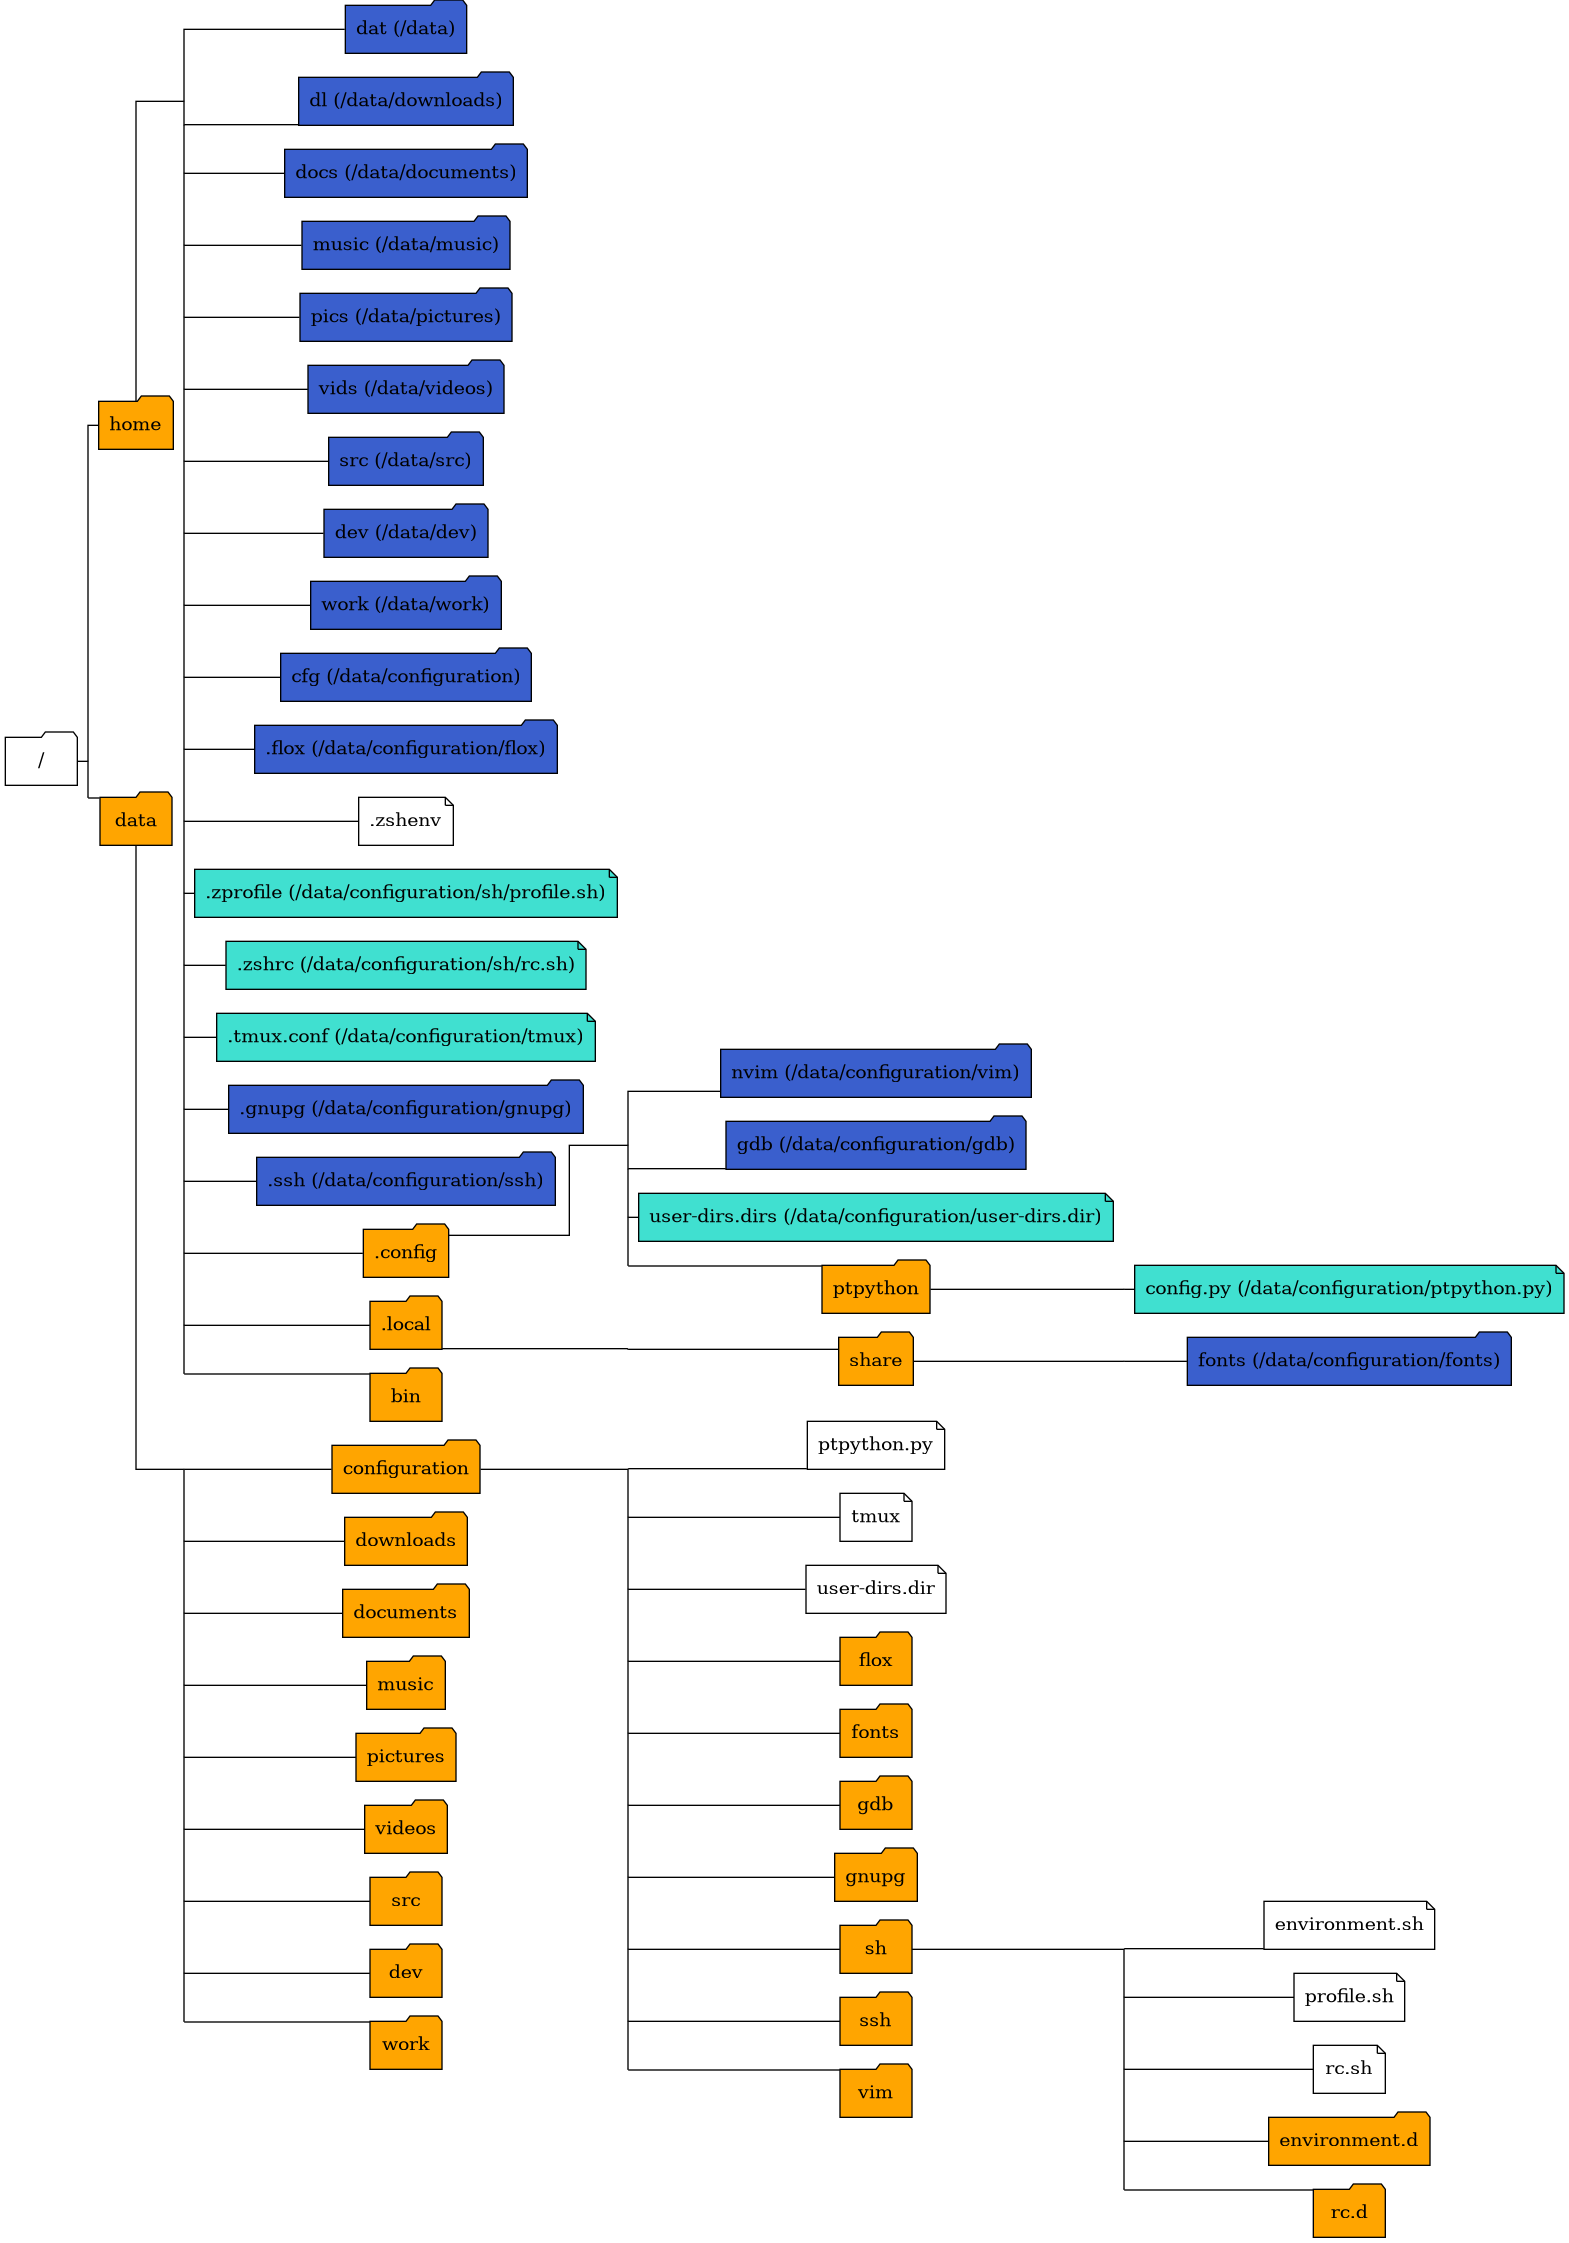 /
home
dat (/data)
dl (/data/downloads)
docs (/data/documents)
music (/data/music)
pics (/data/pictures)
vids (/data/videos)
src (/data/src)
dev (/data/dev)
work (/data/work)
cfg (/data/configuration)
.flox (/data/configuration/flox)
.zshenv
.zprofile (/data/configuration/sh/profile.sh)
.zshrc (/data/configuration/sh/rc.sh)
.tmux.conf (/data/configuration/tmux)
.gnupg (/data/configuration/gnupg)
.ssh (/data/configuration/ssh)
.config
nvim (/data/configuration/vim)
gdb (/data/configuration/gdb)
user-dirs.dirs (/data/configuration/user-dirs.dir)
ptpython
config.py (/data/configuration/ptpython.py)
.local
share
fonts (/data/configuration/fonts)
bin
data
configuration
ptpython.py
tmux
user-dirs.dir
flox
fonts
gdb
gnupg
sh
environment.sh
profile.sh
rc.sh
environment.d
rc.d
ssh
vim
downloads
documents
music
pictures
videos
src
dev
work